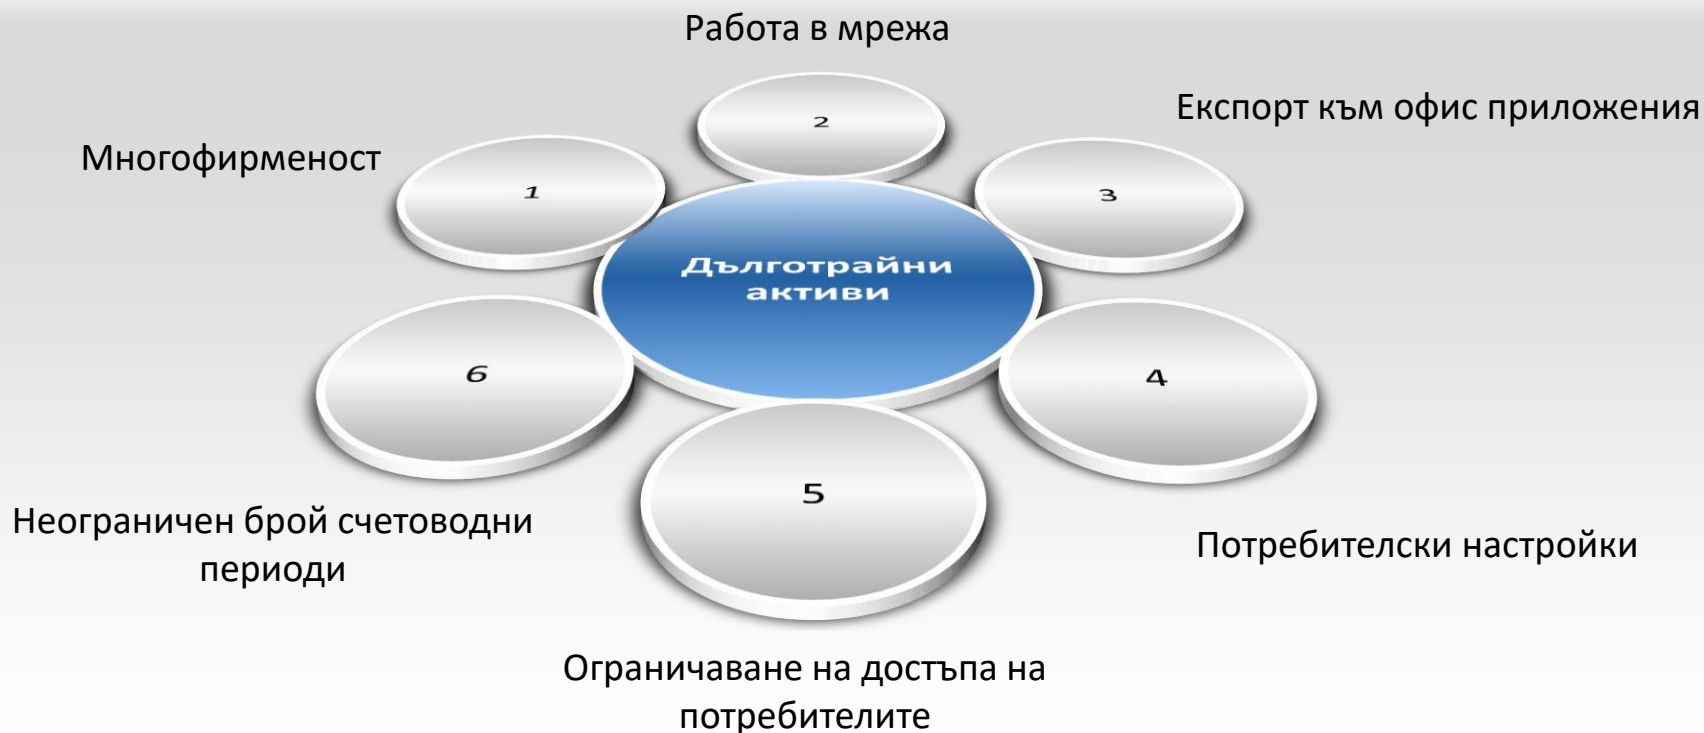 Работа в мрежа
2
Експорт към офис приложения
Многофирменост
1
3
Дълготрайни
активи
6
4
5
Неограничен брой счетоводни
периоди
Потребителски настройки
Ограничаване на достъпа на
потребителите